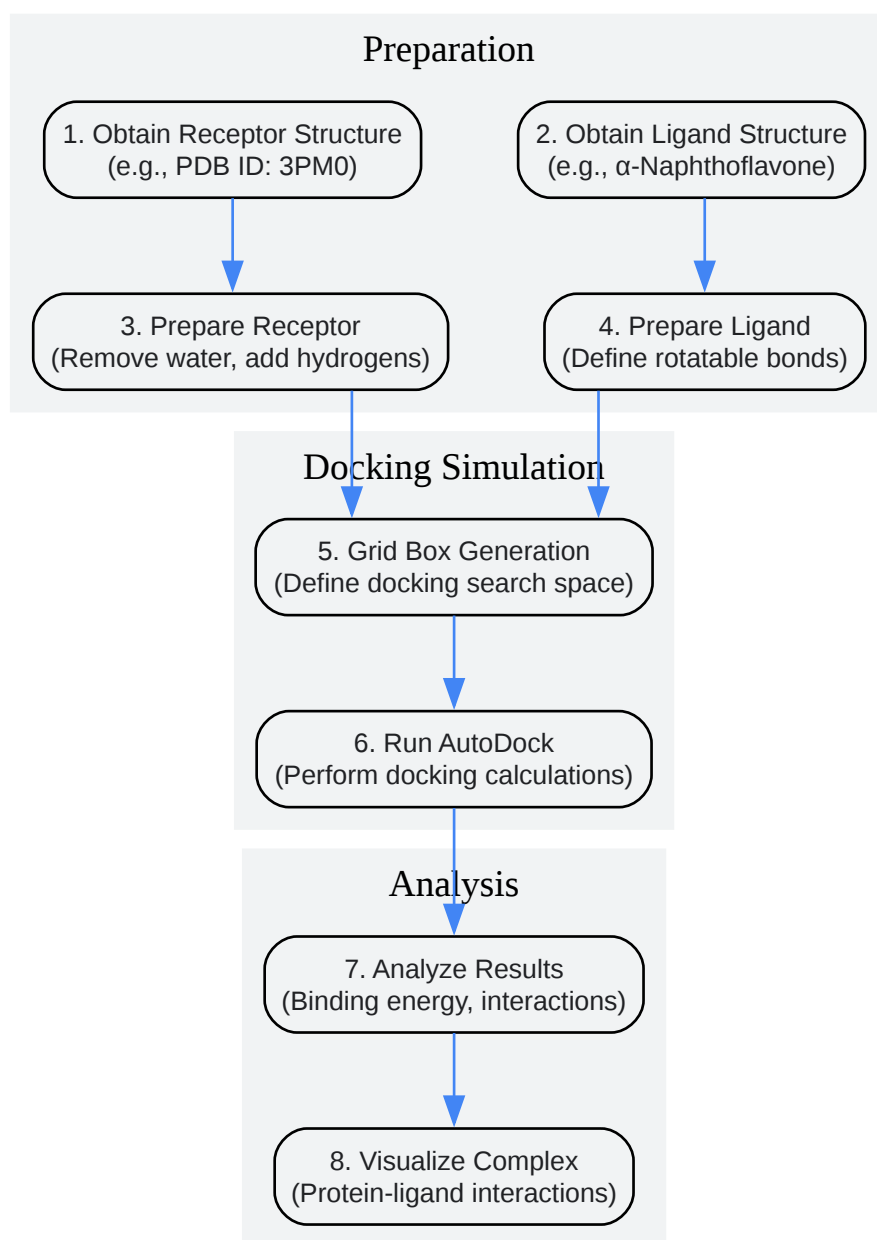 Preparation
1. Obtain Receptor Structure
(e.g., PDB ID: 3PM0)
2. Obtain Ligand Structure
(e.g., α-Naphthoflavone)
3. Prepare Receptor
(Remove water, add hydrogens)
4. Prepare Ligand
(Define rotatable bonds)
Docking Simulation
5. Grid Box Generation
(Define docking search space)
6. Run AutoDock
(Perform docking calculations)
Analysis
7. Analyze Results
(Binding energy, interactions)
8. Visualize Complex
(Protein-ligand interactions)